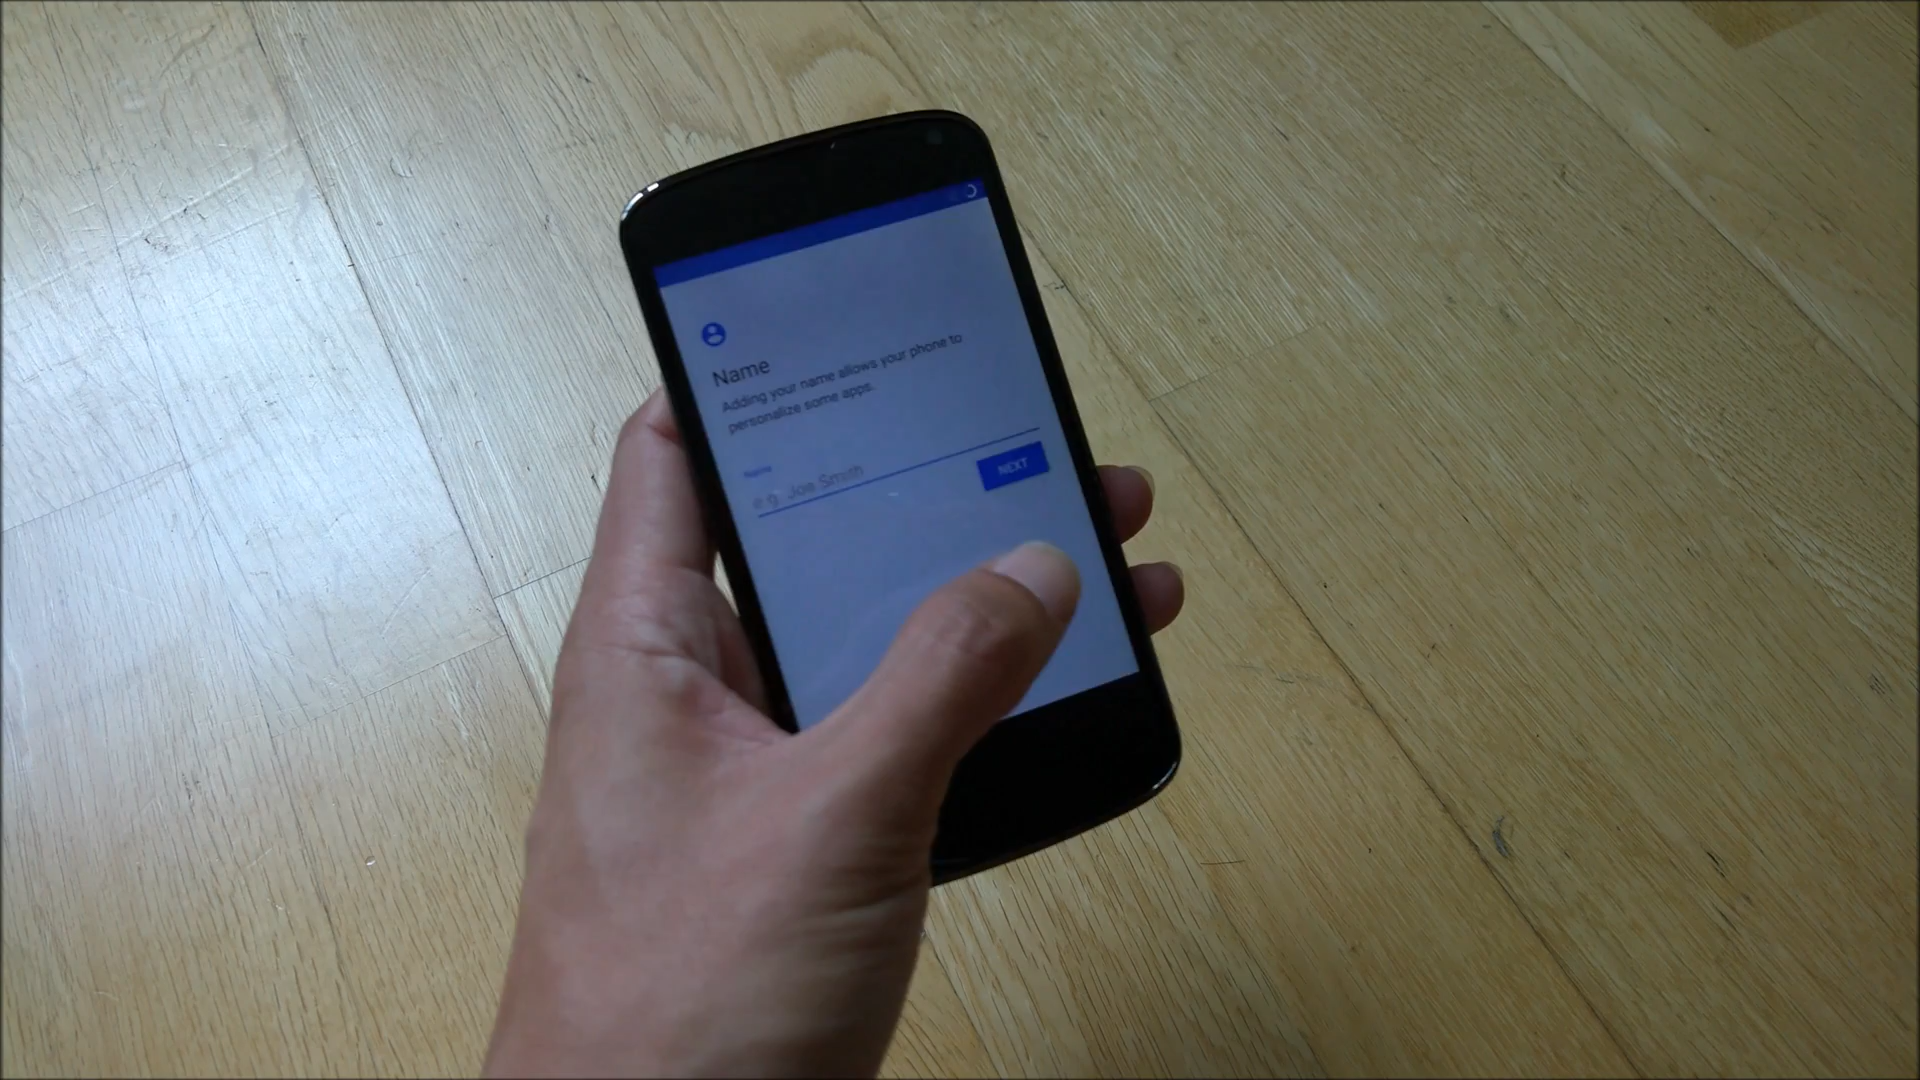 Name
Adding your name allows your phone to
personalize some apps.
Name
e.g. Joe Smith
NEXT